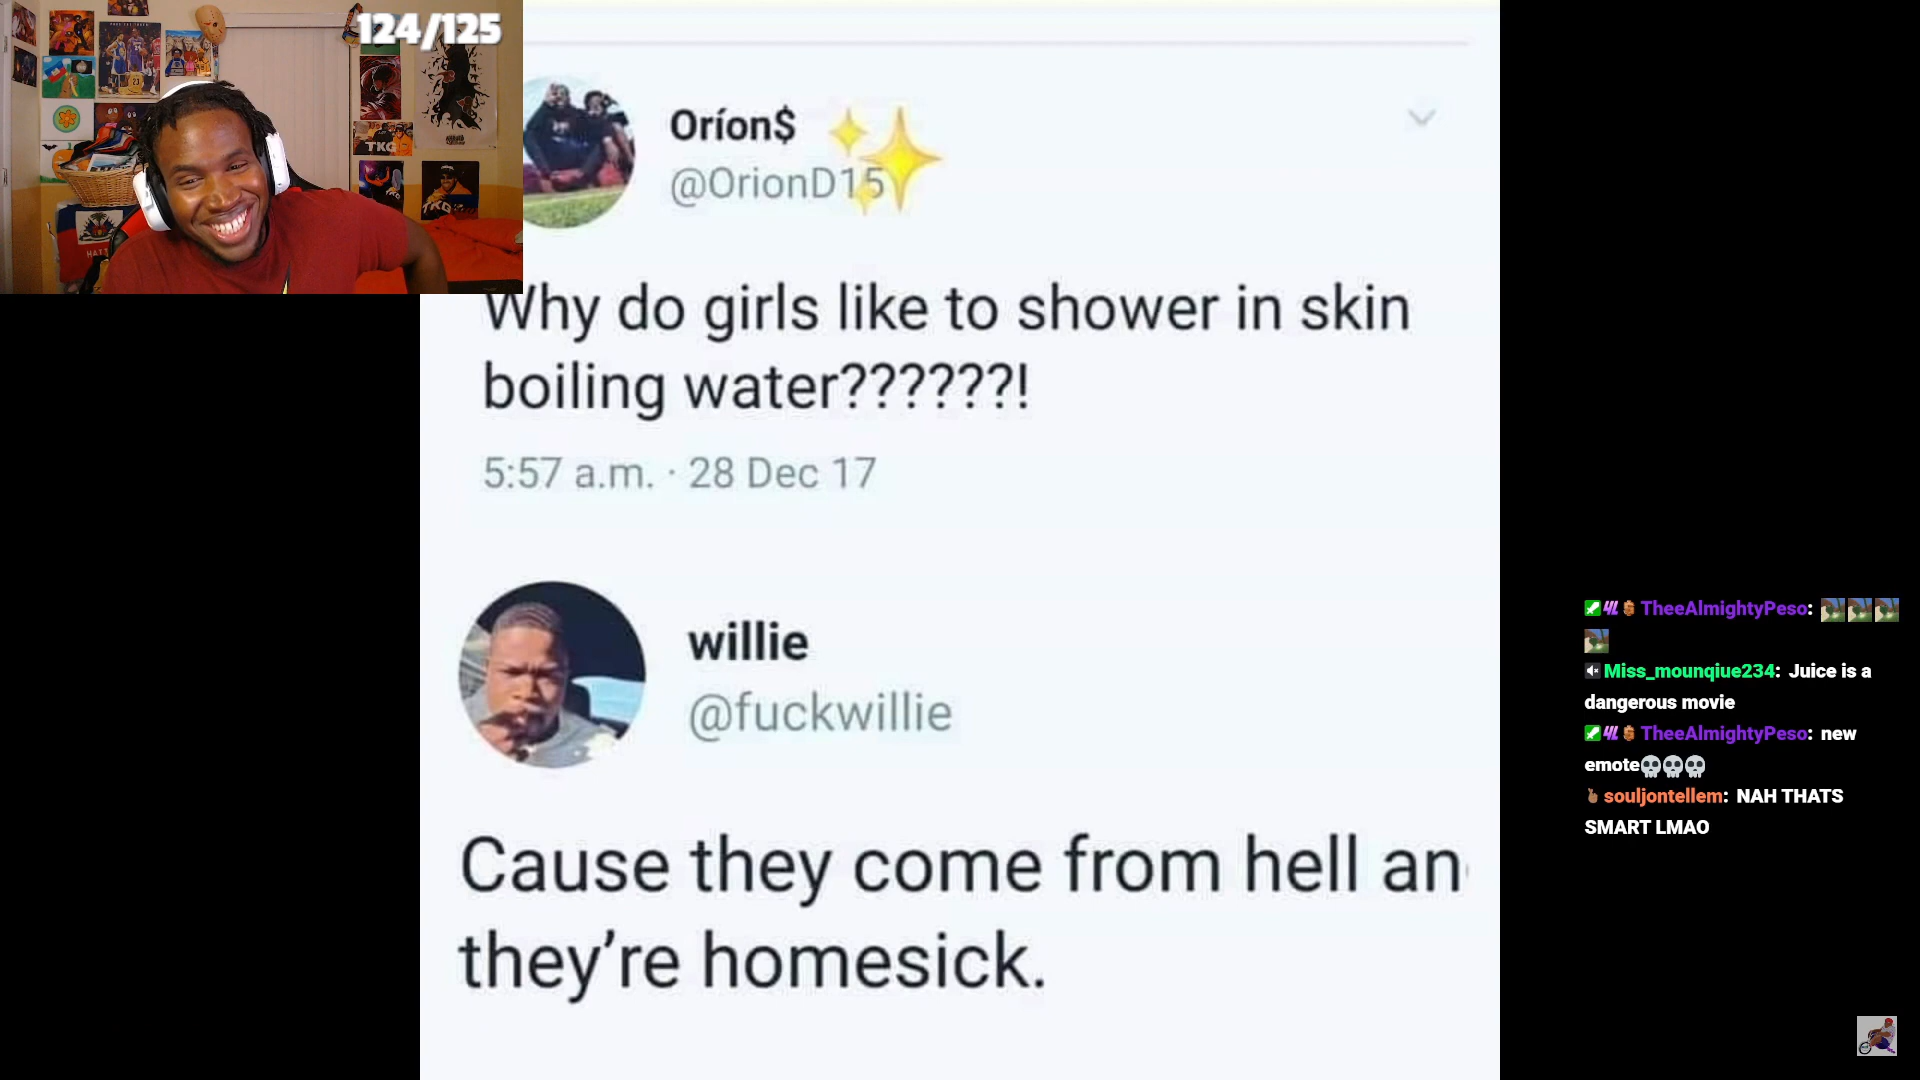 124/125
Oríon$ ✨
@OrionD15
Why do girls like to shower in skin
boiling water??????!
5:57 a.m. · 28 Dec 17
willie
@fuckwillie
Cause they come from hell an
they’re homesick.
TheeAlmightyPeso:
Miss_mounqiue234: Juice is a
dangerous movie
TheeAlmightyPeso: new
emote💀💀💀
souljontellem: NAH THATS
SMART LMAO
TKG
TKG